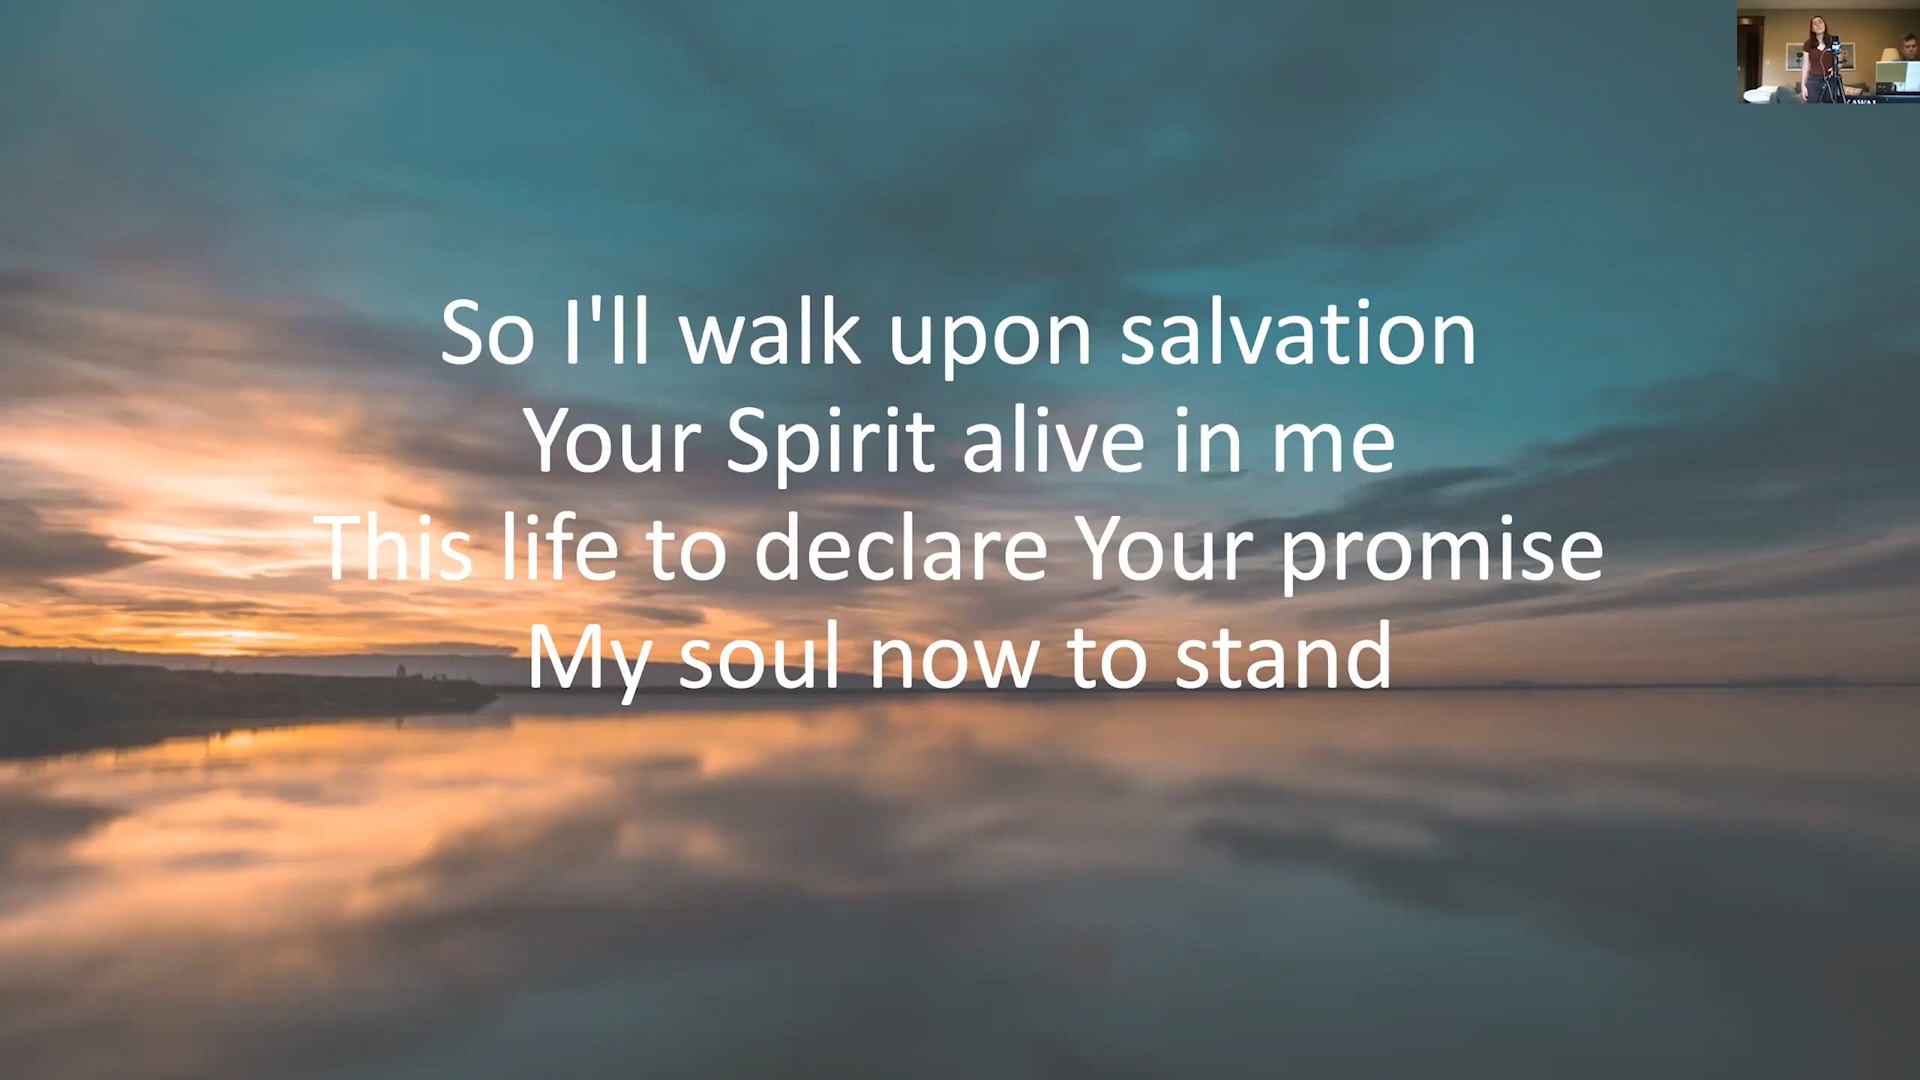 So I'll walk upon salvation
Your Spirit alive in me
This life to declare Your promise
My soul now to stand
KAWAI